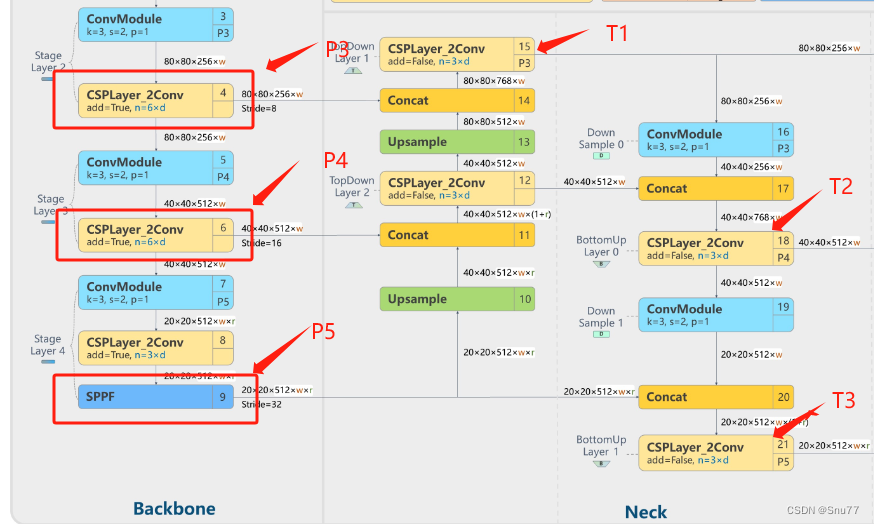 ConvModule 3
k=3, s=2, p=1 P3
Stage
Layer 2
80×80×256×w
P3
CSPLayer_2Conv 4
add=True, n=6×d
80×80×256×w
Stride=8
80×80×256×w
ConvModule 5
k=3, s=2, p=1 P4
P4
Stage
Layer 3
40×40×512×w
CSPLayer_2Conv 6
add=True, n=6×d
40×40×512×w
Stride=16
40×40×512×w
ConvModule 7
k=3, s=2, p=1 P5
Stage
Layer 4
20×20×512×w×r
P5
CSPLayer_2Conv 8
add=True, n=3×d
20×20×512×w×r
SPPF 9
20×20×512×w×r
Stride=32
Backbone
TopDown
Layer 1
T
CSPLayer_2Conv 15
add=False, n=3×d P3
T1
80×80×256×w
80×80×768×w
Concat 14
80×80×512×w
Upsample 13
40×40×512×w
TopDown
Layer 2
T
CSPLayer_2Conv 12
add=False, n=3×d
40×40×512×w
40×40×512×w×(1+r)
Concat 11
40×40×512×w×r
Upsample 10
20×20×512×w×r
20×20×512×w×r
80×80×256×w
Down
Sample 0
D
ConvModule 16
k=3, s=2, p=1 P3
40×40×256×w
Concat 17
T2
40×40×768×w
BottomUp
Layer 0
B
CSPLayer_2Conv 18
add=False, n=3×d P4
40×40×512×w
40×40×512×w
Down
Sample 1
D
ConvModule 19
k=3, s=2, p=1
20×20×512×w
Concat 20
T3
20×20×512×w×(1+r)
BottomUp
Layer 1
B
CSPLayer_2Conv 21
add=False, n=3×d P5
20×20×512×w×r
Neck
CSDN @Snu77